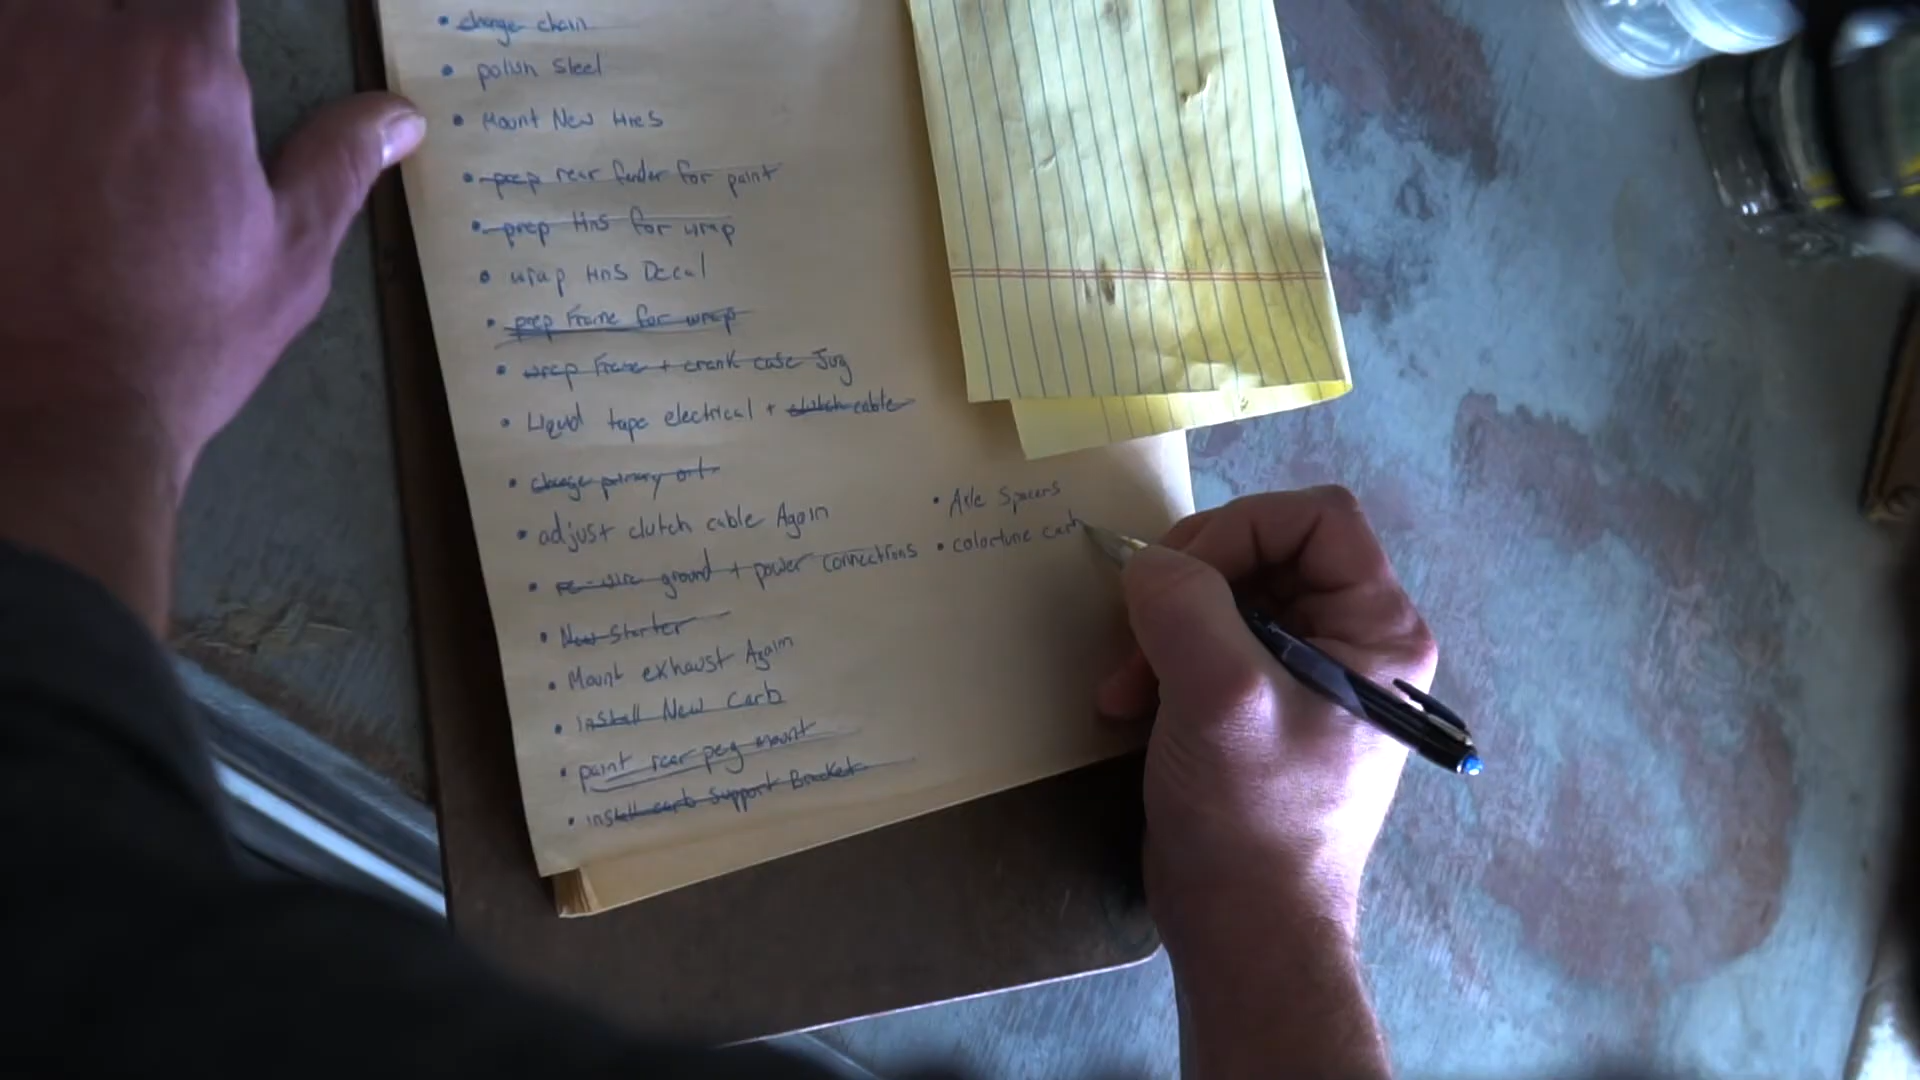 • change chain
• polish Steel
• Mount New
• prep rear fender for paint
• prep HnS for wrap
• wrap HnS Decal
• prep Frame for wrap
• wrap Frame + crank case Jug
• Liquid tape electrical + clutch cable
• change primary oil
• adjust clutch cable Again
• re-wire ground + power connections
• New Starter
• Mount exhaust Again
• install New Carb
• paint rear peg mount
• install carb Support Bracket
• Axle Spacers
• colortune carb